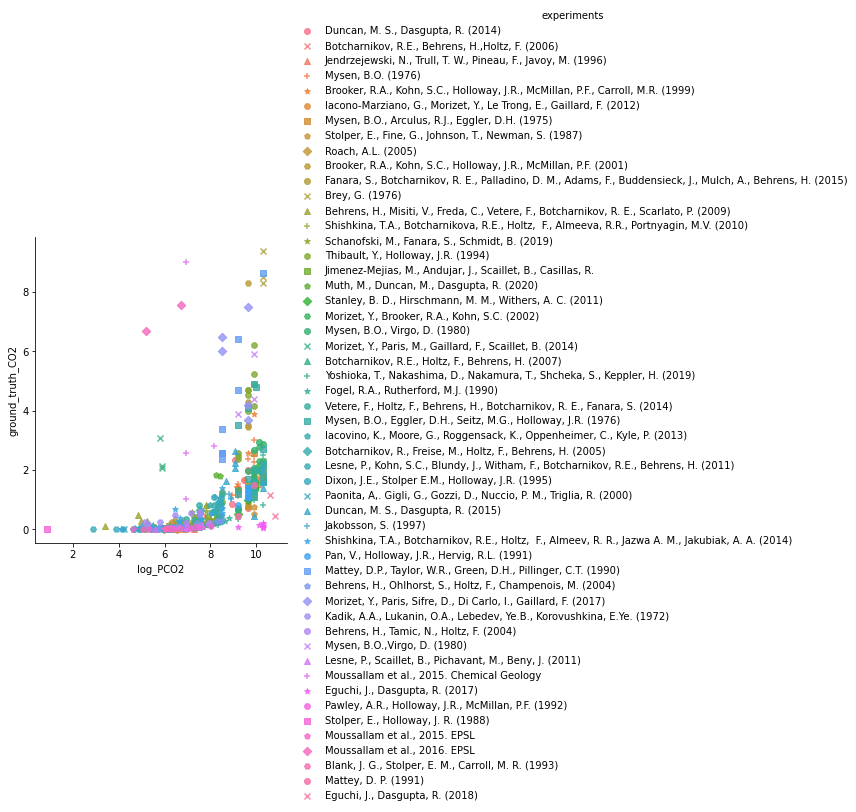 experiments
Duncan, M. S., Dasgupta, R. (2014)
Botcharnikov, R.E., Behrens, H.,Holtz, F. (2006)
Jendrzejewski, N., Trull, T. W., Pineau, F., Javoy, M. (1996)
Mysen, B.O. (1976)
Brooker, R.A., Kohn, S.C., Holloway, J.R., McMillan, P.F., Carroll, M.R. (1999)
Iacono-Marziano, G., Morizet, Y., Le Trong, E., Gaillard, F. (2012)
Mysen, B.O., Arculus, R.J., Eggler, D.H. (1975)
Stolper, E., Fine, G., Johnson, T., Newman, S. (1987)
Roach, A.L. (2005)
Brooker, R.A., Kohn, S.C., Holloway, J.R., McMillan, P.F. (2001)
Fanara, S., Botcharnikov, R. E., Palladino, D. M., Adams, F., Buddensieck, J., Mulch, A., Behrens, H. (2015)
Brey, G. (1976)
Behrens, H., Misiti, V., Freda, C., Vetere, F., Botcharnikov, R. E., Scarlato, P. (2009)
Shishkina, T.A., Botcharnikova, R.E., Holtz,  F., Almeeva, R.R., Portnyagin, M.V. (2010)
Schanofski, M., Fanara, S., Schmidt, B. (2019)
Thibault, Y., Holloway, J.R. (1994)
Jimenez-Mejias, M., Andujar, J., Scaillet, B., Casillas, R.
Muth, M., Duncan, M., Dasgupta, R. (2020)
Stanley, B. D., Hirschmann, M. M., Withers, A. C. (2011)
Morizet, Y., Brooker, R.A., Kohn, S.C. (2002)
Mysen, B.O., Virgo, D. (1980)
Morizet, Y., Paris, M., Gaillard, F., Scaillet, B. (2014)
Botcharnikov, R.E., Holtz, F., Behrens, H. (2007)
Yoshioka, T., Nakashima, D., Nakamura, T., Shcheka, S., Keppler, H. (2019)
Fogel, R.A., Rutherford, M.J. (1990)
Vetere, F., Holtz, F., Behrens, H., Botcharnikov, R. E., Fanara, S. (2014)
Mysen, B.O., Eggler, D.H., Seitz, M.G., Holloway, J.R. (1976)
Iacovino, K., Moore, G., Roggensack, K., Oppenheimer, C., Kyle, P. (2013)
Botcharnikov, R., Freise, M., Holtz, F., Behrens, H. (2005)
Lesne, P., Kohn, S.C., Blundy, J., Witham, F., Botcharnikov, R.E., Behrens, H. (2011)
Dixon, J.E., Stolper E.M., Holloway, J.R. (1995)
Paonita, A,. Gigli, G., Gozzi, D., Nuccio, P. M., Triglia, R. (2000)
Duncan, M. S., Dasgupta, R. (2015)
Jakobsson, S. (1997)
Shishkina, T.A., Botcharnikov, R.E., Holtz,  F., Almeev, R. R., Jazwa A. M., Jakubiak, A. A. (2014)
Pan, V., Holloway, J.R., Hervig, R.L. (1991)
Mattey, D.P., Taylor, W.R., Green, D.H., Pillinger, C.T. (1990)
Behrens, H., Ohlhorst, S., Holtz, F., Champenois, M. (2004)
Morizet, Y., Paris, Sifre, D., Di Carlo, I., Gaillard, F. (2017)
Kadik, A.A., Lukanin, O.A., Lebedev, Ye.B., Korovushkina, E.Ye. (1972)
Behrens, H., Tamic, N., Holtz, F. (2004)
Mysen, B.O.,Virgo, D. (1980)
Lesne, P., Scaillet, B., Pichavant, M., Beny, J. (2011)
Moussallam et al., 2015. Chemical Geology
Eguchi, J., Dasgupta, R. (2017)
Pawley, A.R., Holloway, J.R., McMillan, P.F. (1992)
Stolper, E., Holloway, J. R. (1988)
Moussallam et al., 2015. EPSL
Moussallam et al., 2016. EPSL
Blank, J. G., Stolper, E. M., Carroll, M. R. (1993)
Mattey, D. P. (1991)
Eguchi, J., Dasgupta, R. (2018)
ground_truth_CO2
8
6
4
2
0
2 4 6 8 10
log_PCO2